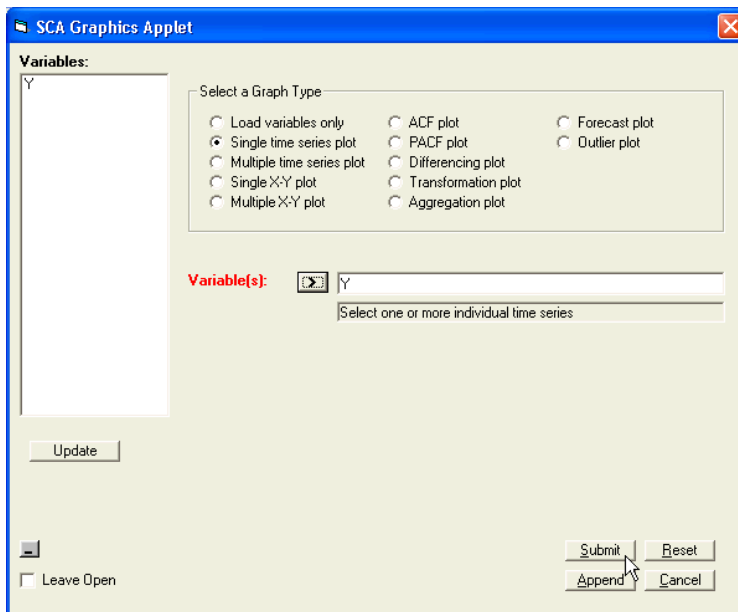 SCA Graphics Applet
Variables:
Y
Select a Graph Type
Load variables only
Single time series plot
Multiple time series plot
Single X-Y plot
Multiple X-Y plot
ACF plot
PACF plot
Differencing plot
Transformation plot
Aggregation plot
Forecast plot
Outlier plot
Variable(s):
Y
Select one or more individual time series
Update
Leave Open
Submit
Reset
Append
Cancel